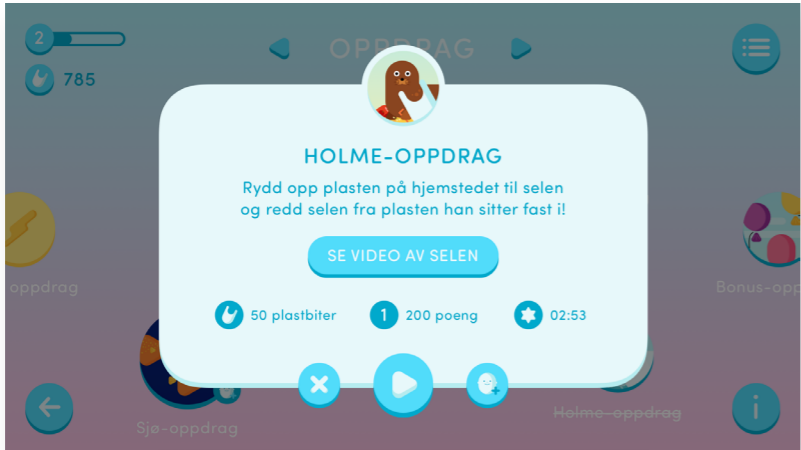 2
OPPDRAG
785
HOLME-OPPDRAG
Rydd opp plasten på hjemstedet til selen
og redd selen fra plasten han sitter fast i!
SE VIDEO AV SELEN
50 plastbiter
1
200 poeng
02:53
oppdrag
Bonus-opp
Sjø-oppdrag
Holme-oppdrag
i